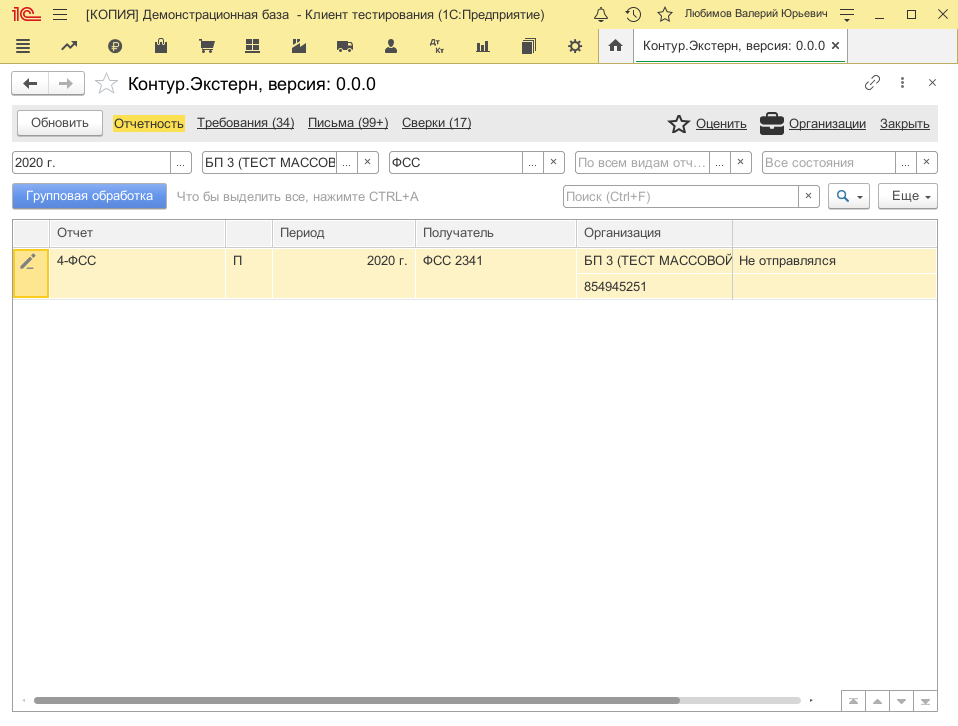 1С [КОПИЯ] Демонстрационная база - Клиент тестирования (1С:Предприятие) Любимов Валерий Юрьевич
Дт Кт Контур.Экстерн, версия: 0.0.0 ×
Контур.Экстерн, версия: 0.0.0
Обновить Отчетность Требования (34) Письма (99+) Сверки (17) Оценить Организации Закрыть
2020 г. ... БП 3 (ТЕСТ МАССОВ ... × ФСС ... × По всем видам отч... ... × Все состояния ... ×
Групповая обработка Что бы выделить все, нажмите CTRL+A Поиск (Ctrl+F) × Еще
Отчет Период Получатель Организация
4-ФСС П 2020 г. ФСС 2341 БП 3 (ТЕСТ МАССОВОЙ Не отправлялся
854945251